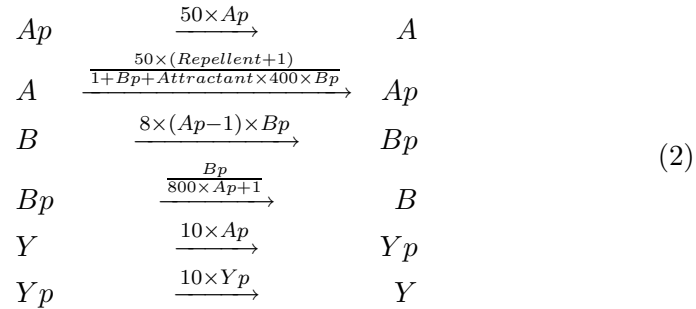 Ap 50×Ap → A
A 50×(Repellent+1) / 1+Bp+Attractant×400×Bp → Ap
B 8×(Ap−1)×Bp → Bp
(2)
Bp Bp / 800×Ap+1 → B
Y 10×Ap → Yp
Yp 10×Yp → Y